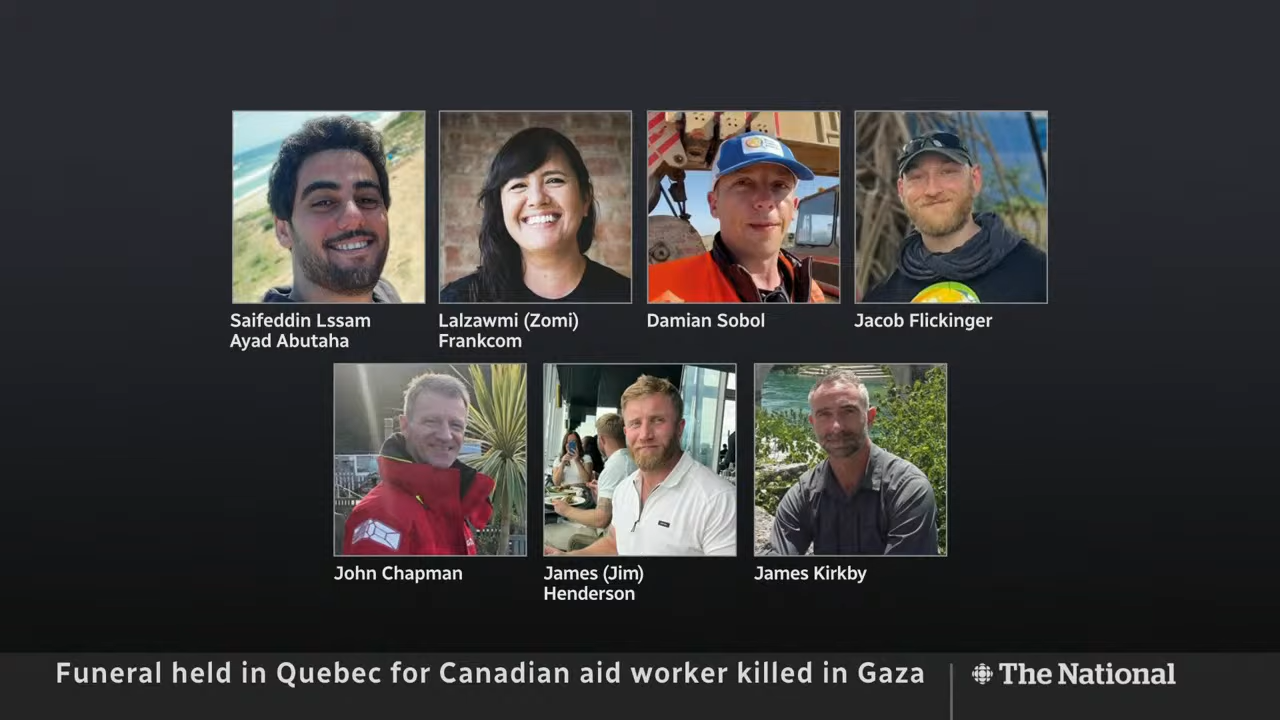 Saifeddin Lssam
Ayad Abutaha
Lalzawmi (Zomi)
Frankcom
Damian Sobol
Jacob Flickinger
John Chapman
James (Jim)
Henderson
James Kirkby
Funeral held in Quebec for Canadian aid worker killed in Gaza
The National